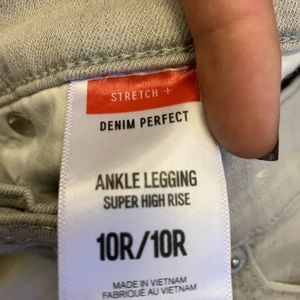 STRETCH +
DENIM PERFECT
ANKLE LEGGING
SUPER HIGH RISE
10R/10R
MADE IN VIETNAM
FABRIQUÉ AU VIETNAM